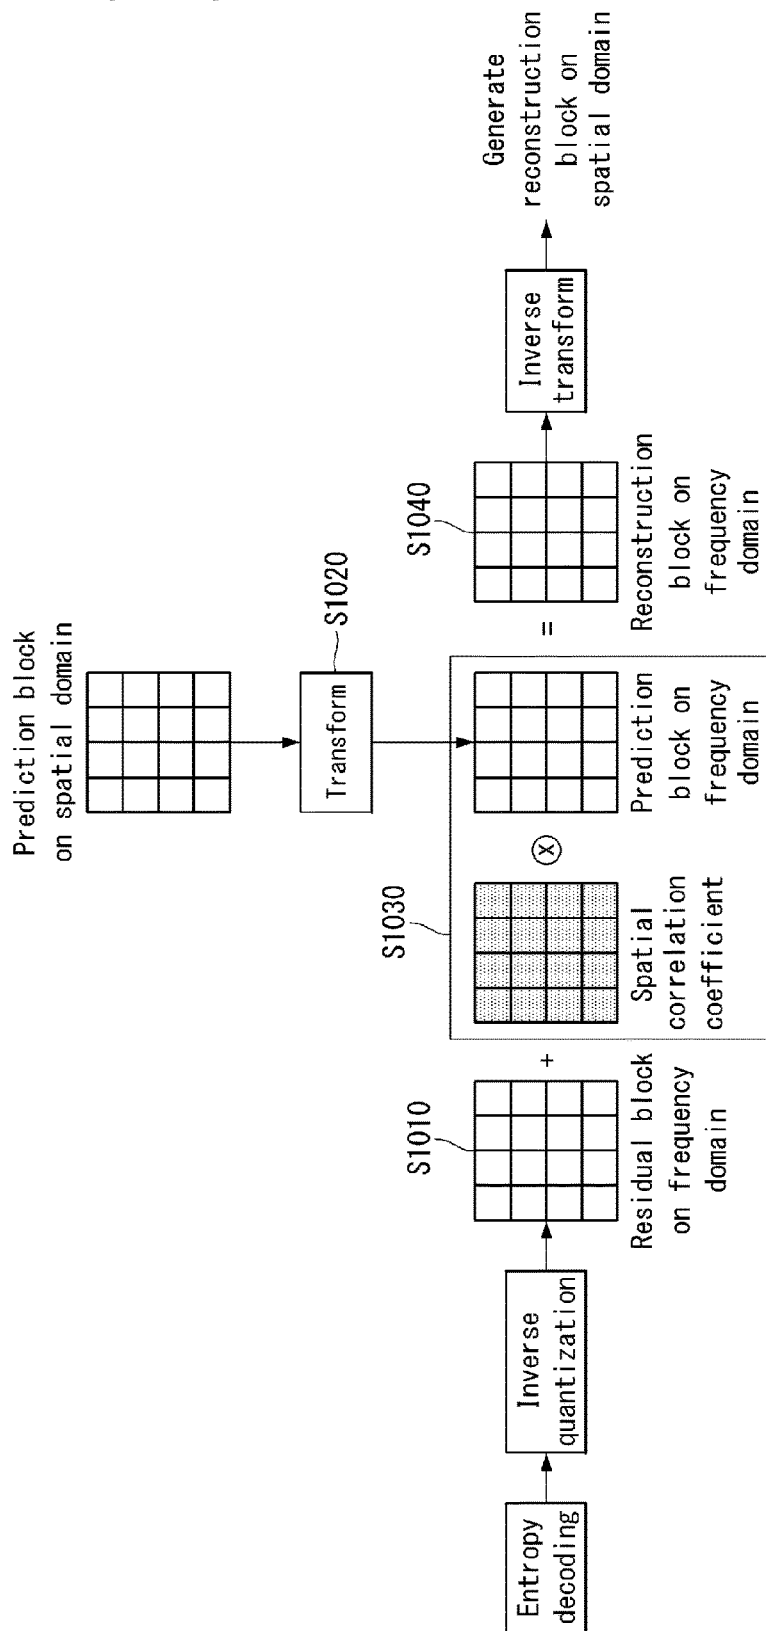 Entropy
decoding
Inverse
quantization
S1010
Residual block
on frequency
domain
+
S1030
Spatial
correlation
coefficient
X
Prediction block
on spatial domain
Transform
S1020
Prediction
block on
frequency
domain
=
S1040
Reconstruction
block on
frequency
domain
Inverse
transform
Generate
reconstruction
block on
spatial domain